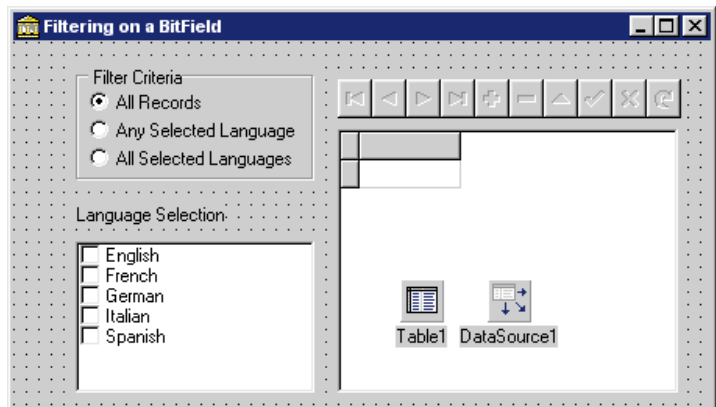 Filtering on a BitField
Filter Criteria
All Records
Any Selected Language
All Selected Languages
Language Selection
English
French
German
Italian
Spanish
Table1
DataSource1